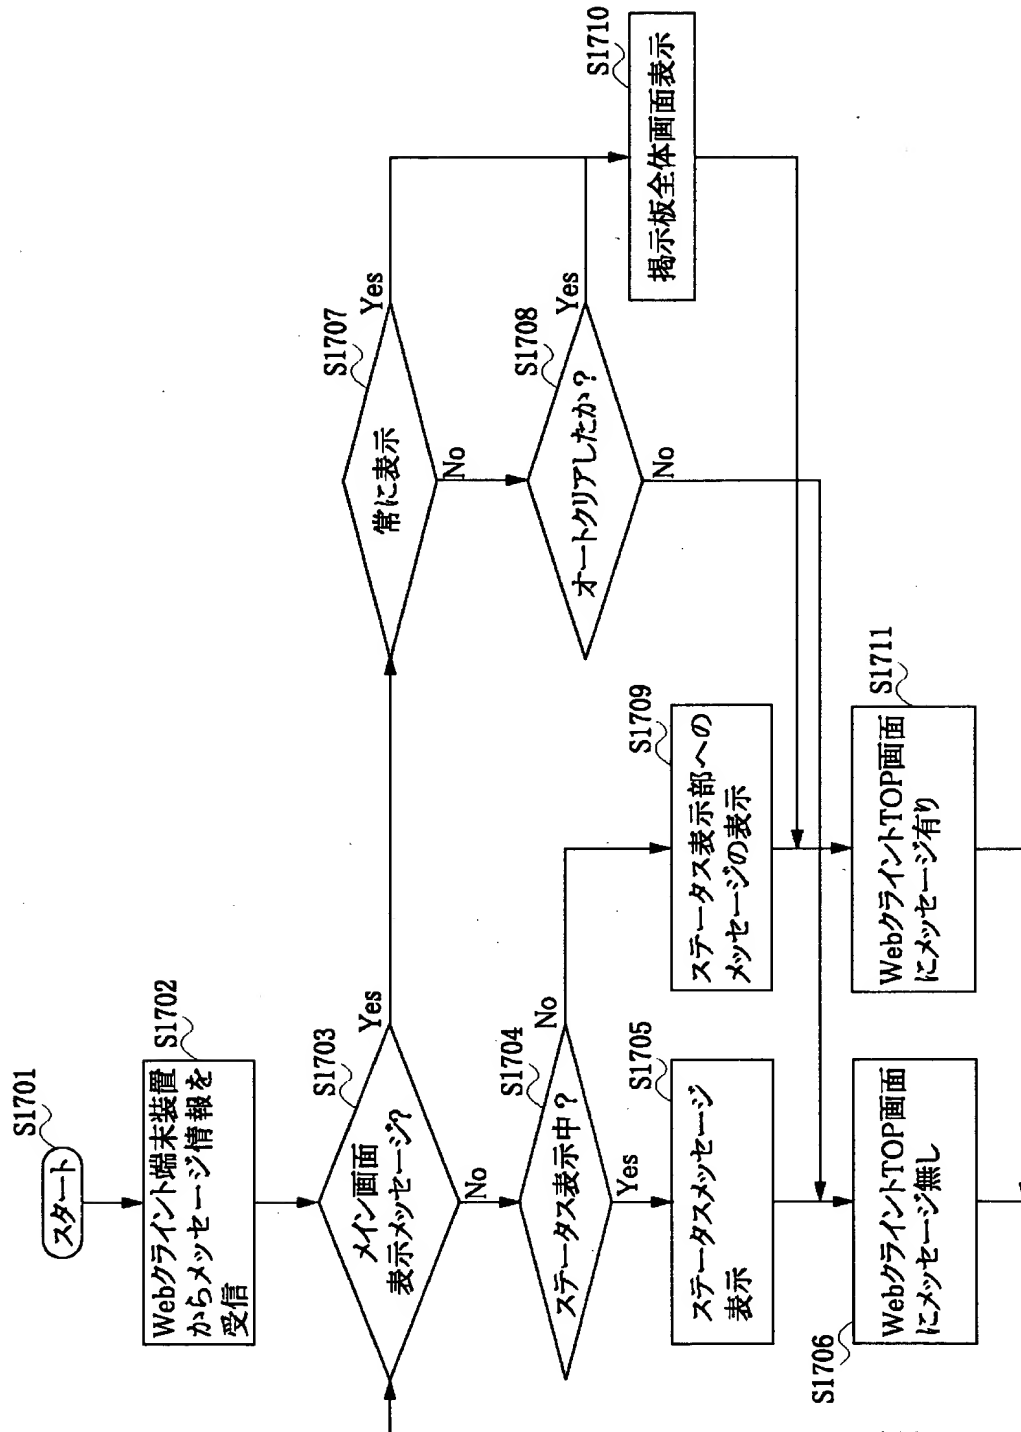 S1701
スタート
S1702
Webクライント端末装置
からメッセージ情報を
受信
S1703
メイン画面
表示メッセージ?
Yes
No
S1704
ステータス表示中?
No
Yes
S1705
ステータスメッセージ
表示
S1706
WebクライントTOP画面
にメッセージ無し
S1707
常に表示
Yes
No
S1708
オートクリアしたか?
Yes
No
S1709
ステータス表示部への
メッセージの表示
S1710
掲示板全体画面表示
S1711
WebクライントTOP画面
にメッセージ有り